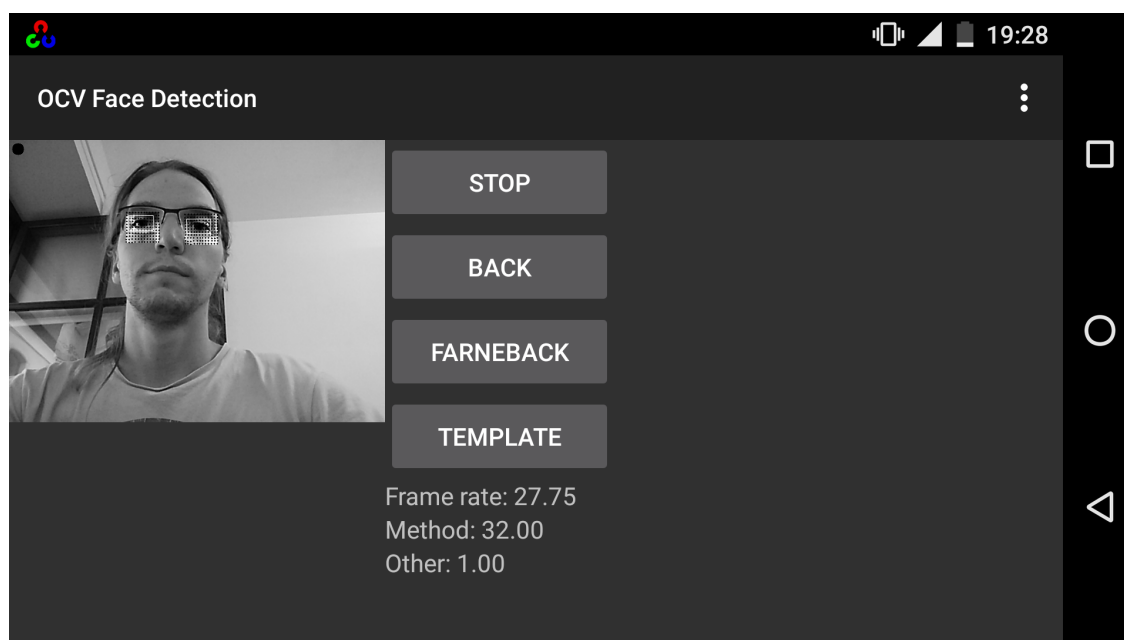 19:28
OCV Face Detection
STOP
BACK
FARNEBACK
TEMPLATE
Frame rate: 27.75
Method: 32.00
Other: 1.00